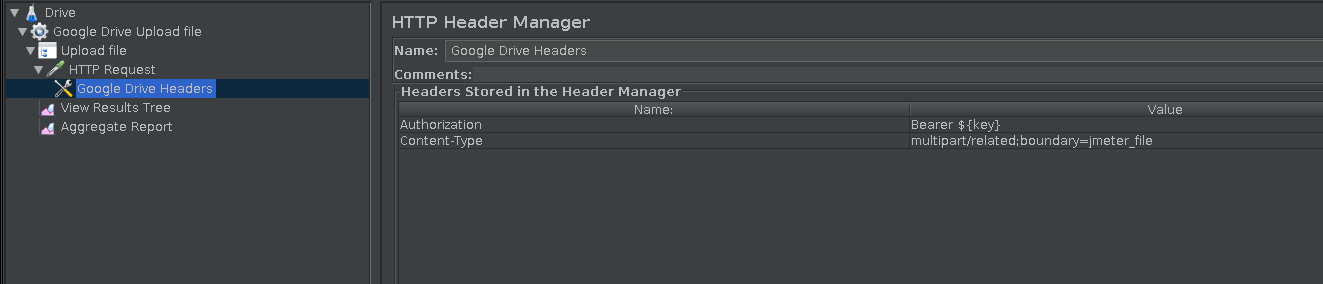 Drive
Google Drive Upload file
Upload file
HTTP Request
Google Drive Headers
View Results Tree
Aggregate Report
HTTP Header Manager
Name: Google Drive Headers
Comments:
Headers Stored in the Header Manager
Name: Value
Authorization Bearer ${key}
Content-Type multipart/related;boundary=jmeter_file